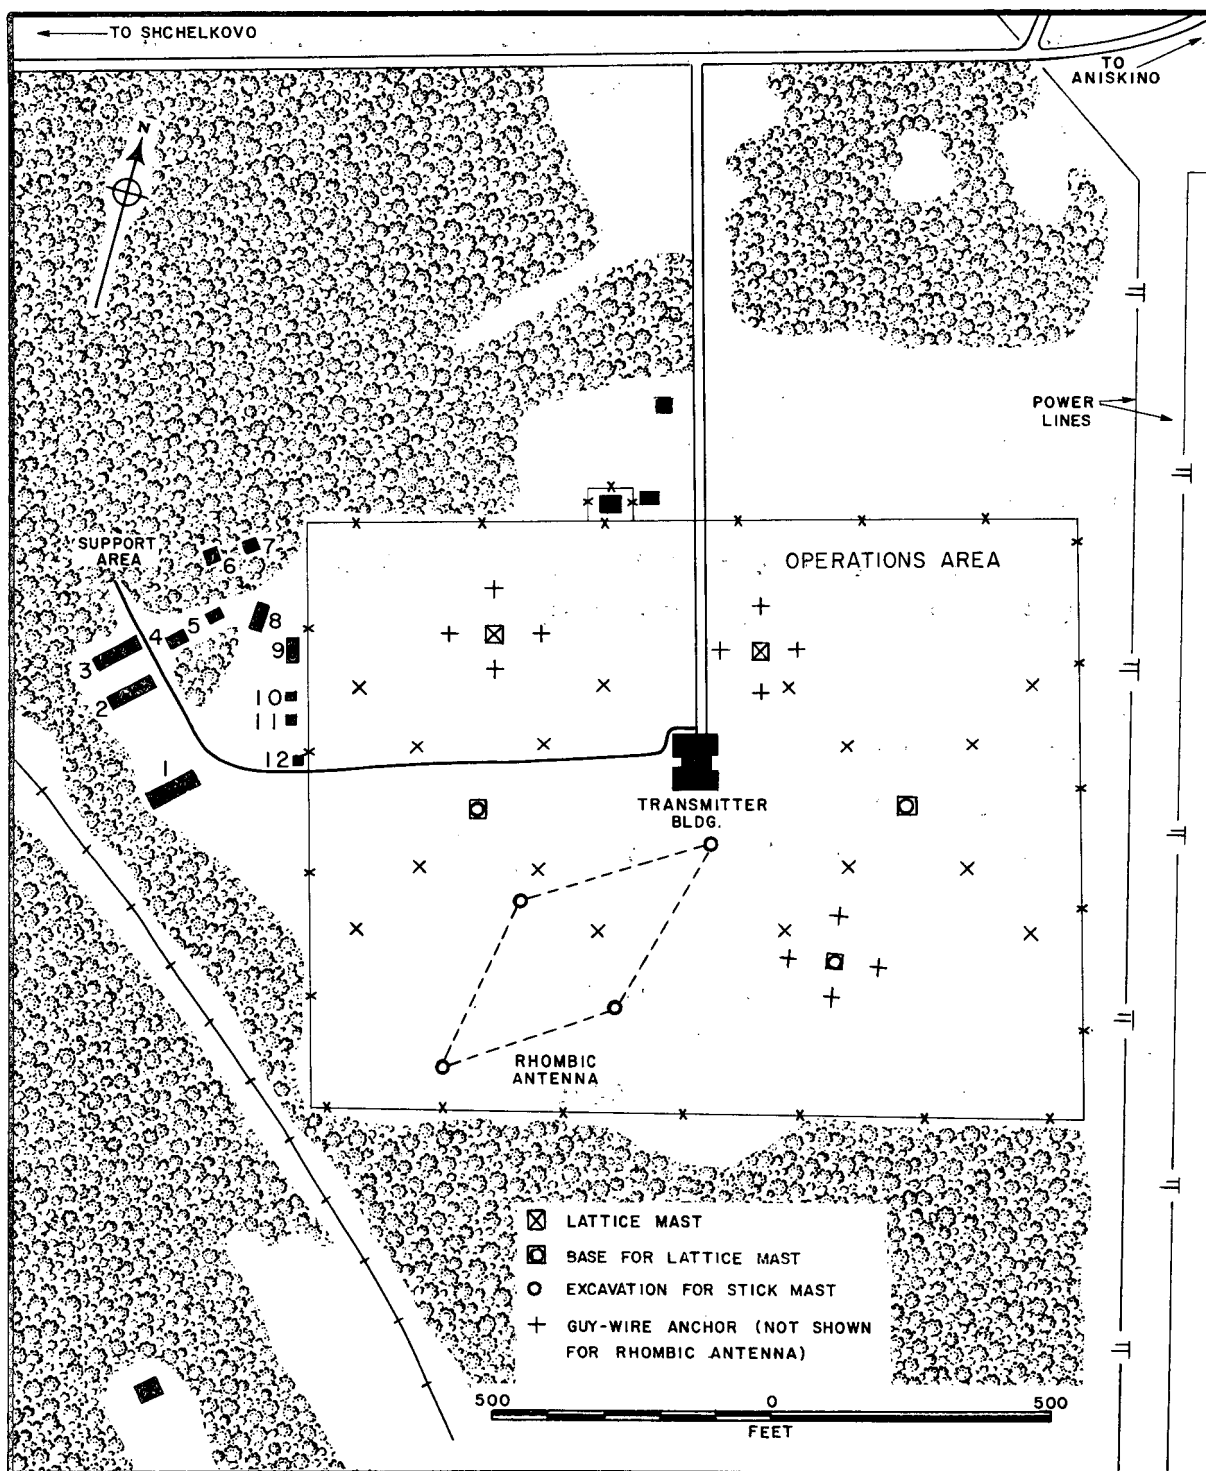 TO SHCHELKOVO
TO
ANISKINO
N
POWER
LINES
SUPPORT
AREA
OPERATIONS AREA
7
6
5
8
4
3
9
2
10
11
12
1
TRANSMITTER
BLDG.
RHOMBIC
ANTENNA
LATTICE MAST
BASE FOR LATTICE MAST
EXCAVATION FOR STICK MAST
GUY-WIRE ANCHOR (NOT SHOWN
FOR RHOMBIC ANTENNA)
500 0 500
FEET